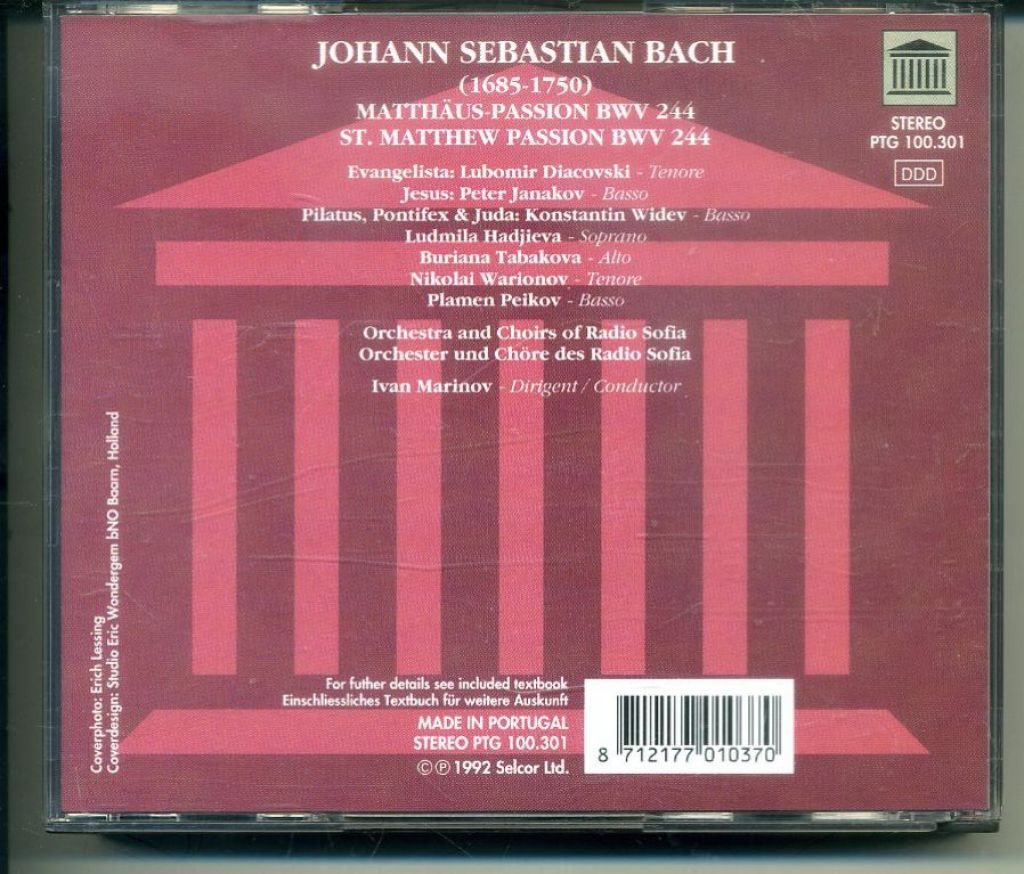 JOHANN SEBASTIAN BACH
(1685-1750)
MATTHÄUS-PASSION BWV 244
ST. MATTHEW PASSION BWV 244
STEREO
PTG 100.301
DDD
Evangelista: Lubomir Diacovski - Tenore
Jesus: Peter Janakov - Basso
Pilatus, Pontifex & Juda: Konstantin Widev - Basso
Ludmila Hadjieva - Soprano
Buriana Tabakova - Alto
Nikolai Warionov - Tenore
Plamen Peikov - Basso
Orchestra and Choirs of Radio Sofia
Orchester und Chöre des Radio Sofia
Ivan Marinov - Dirigent / Conductor
Coverphoto: Erich Lessing
Coverdesign: Studio Eric Wondergem bNO Baarn, Holland
For futher details see included textbook
Einschliessliches Textbuch für weitere Auskunft
MADE IN PORTUGAL
STEREO PTG 100.301
©℗ 1992 Selcor Ltd.
8 712177 010370